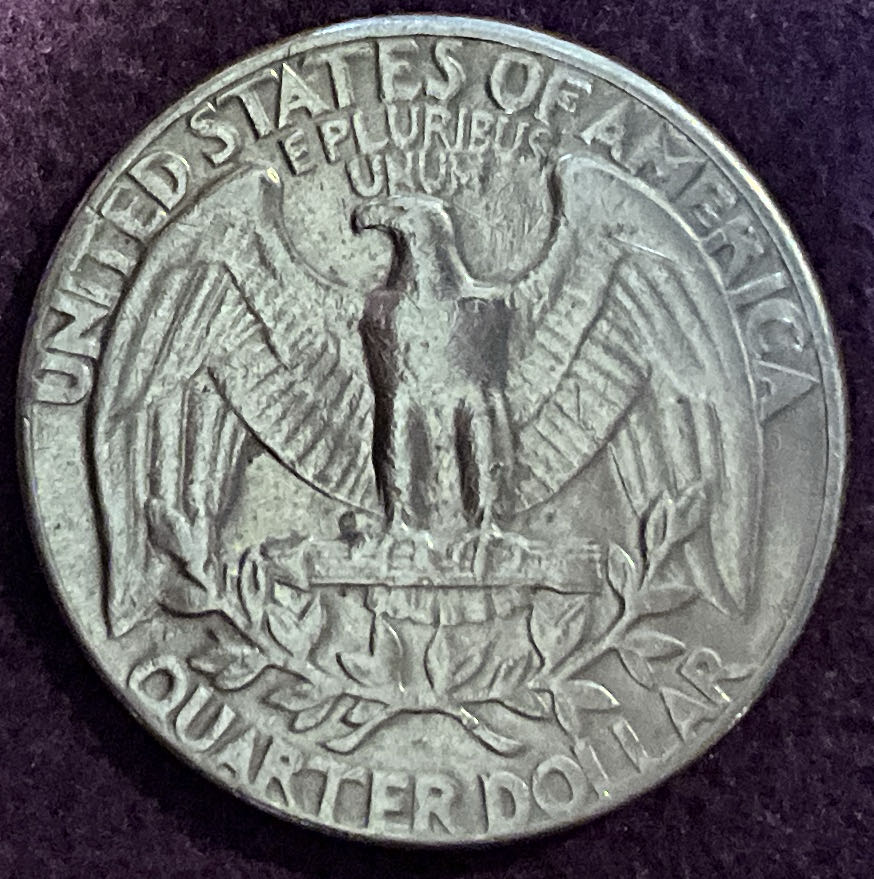 UNITED STATES OF AMERICA
E PLURIBUS
UNUM
QUARTER DOLLAR